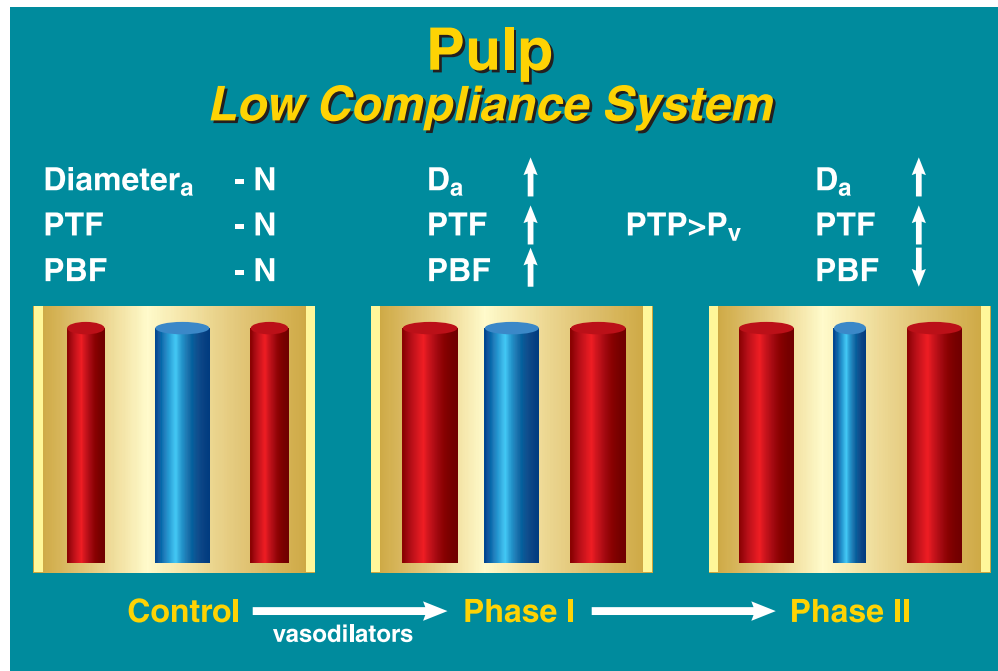 Pulp
Low Compliance System
Diametera - N
PTF - N
PBF - N
Da ↑
PTF ↑
PBF ↑
PTP>Pv
Da ↑
PTF ↑
PBF ↓
Control
vasodilators
Phase I
Phase II